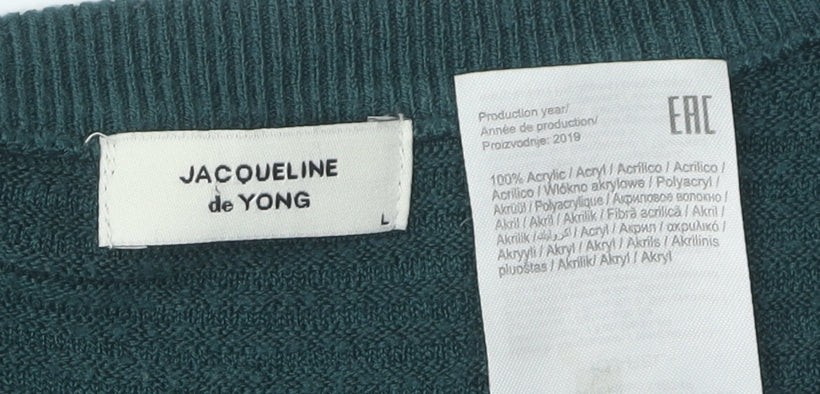 JACQUELINE
de YONG
L
Production year/
Année de production/
Proizvodnje: 2019
EAC
100% Acrylic / Acryl / Acrílico / Acrilico /
Acrílico / Włókno akrylowe / Polyacryl /
Akrüül / Polyacrylique / Акриловое волокно /
Akril / Akril / Akrilik / Fibră acrilică / Akril /
Akrilik / اكريليك / Acryl / Акрил / ακρυλικό /
Akryyli / Akryl / Akryl / Akrils / Akrilinis
pluoštas / Akrilik/ Akryl / Akryl